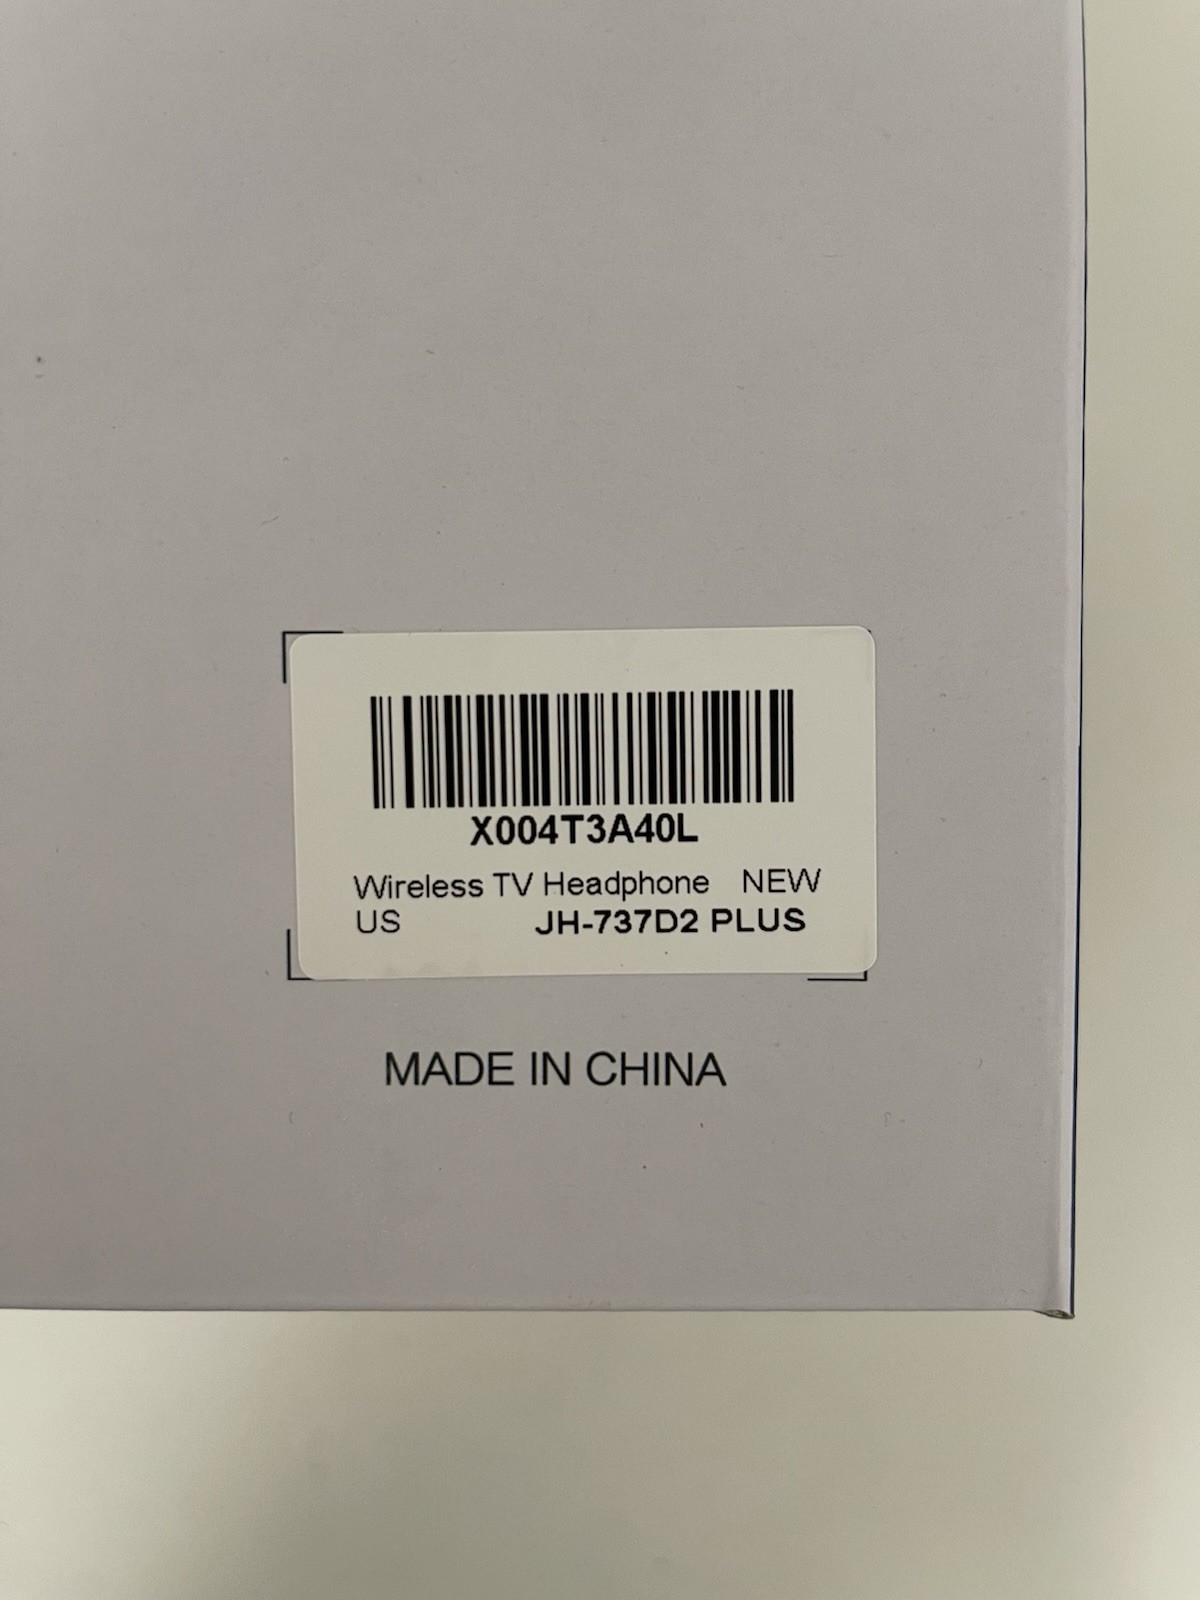 X004T3A40L
Wireless TV Headphone NEW
US JH-737D2 PLUS
MADE IN CHINA